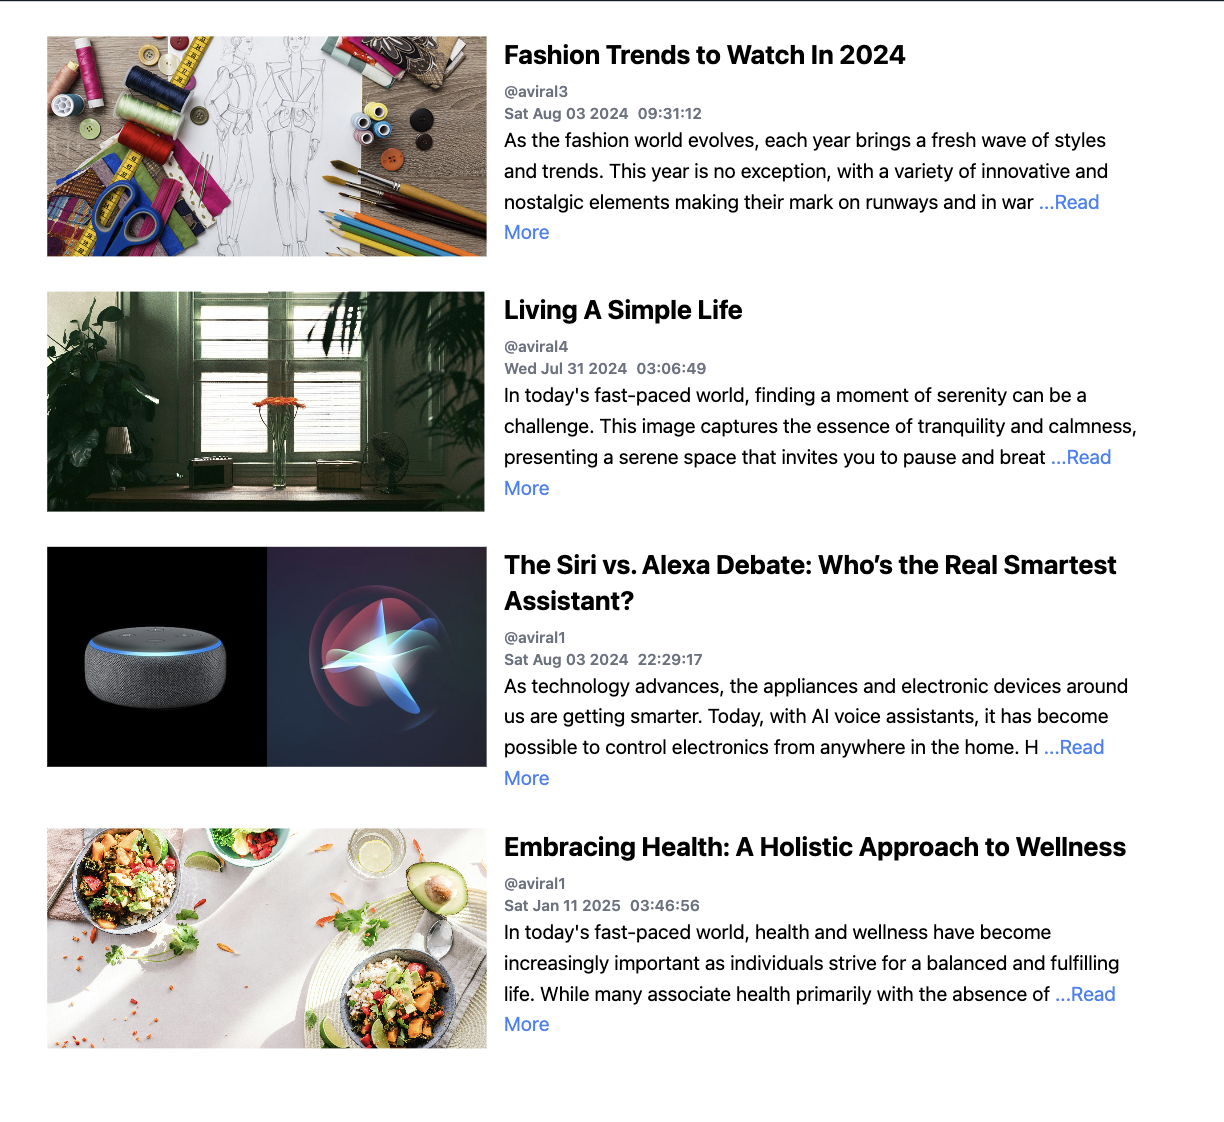 Fashion Trends to Watch In 2024
@aviral3
Sat Aug 03 2024 09:31:12
As the fashion world evolves, each year brings a fresh wave of styles
and trends. This year is no exception, with a variety of innovative and
nostalgic elements making their mark on runways and in war ...Read
More
Living A Simple Life
@aviral4
Wed Jul 31 2024 03:06:49
In today's fast-paced world, finding a moment of serenity can be a
challenge. This image captures the essence of tranquility and calmness,
presenting a serene space that invites you to pause and breat ...Read
More
The Siri vs. Alexa Debate: Who’s the Real Smartest
Assistant?
@aviral1
Sat Aug 03 2024 22:29:17
As technology advances, the appliances and electronic devices around
us are getting smarter. Today, with AI voice assistants, it has become
possible to control electronics from anywhere in the home. H ...Read
More
Embracing Health: A Holistic Approach to Wellness
@aviral1
Sat Jan 11 2025 03:46:56
In today's fast-paced world, health and wellness have become
increasingly important as individuals strive for a balanced and fulfilling
life. While many associate health primarily with the absence of ...Read
More